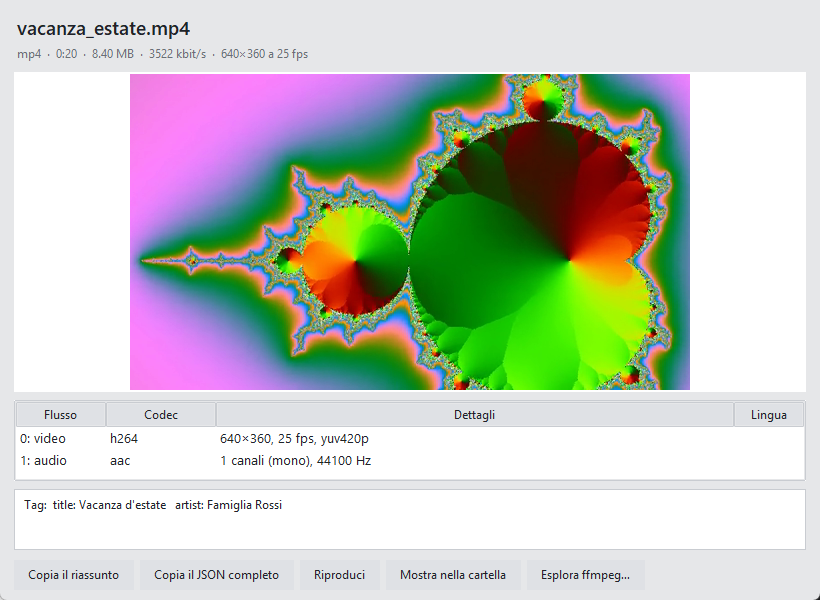 vacanza_estate.mp4
mp4 · 0:20 · 8.40 MB · 3522 kbit/s · 640×360 a 25 fps
Flusso Codec Dettagli Lingua
0: video h264 640×360, 25 fps, yuv420p
1: audio aac 1 canali (mono), 44100 Hz
Tag: title: Vacanza d'estate artist: Famiglia Rossi
Copia il riassunto Copia il JSON completo Riproduci Mostra nella cartella Esplora ffmpeg...